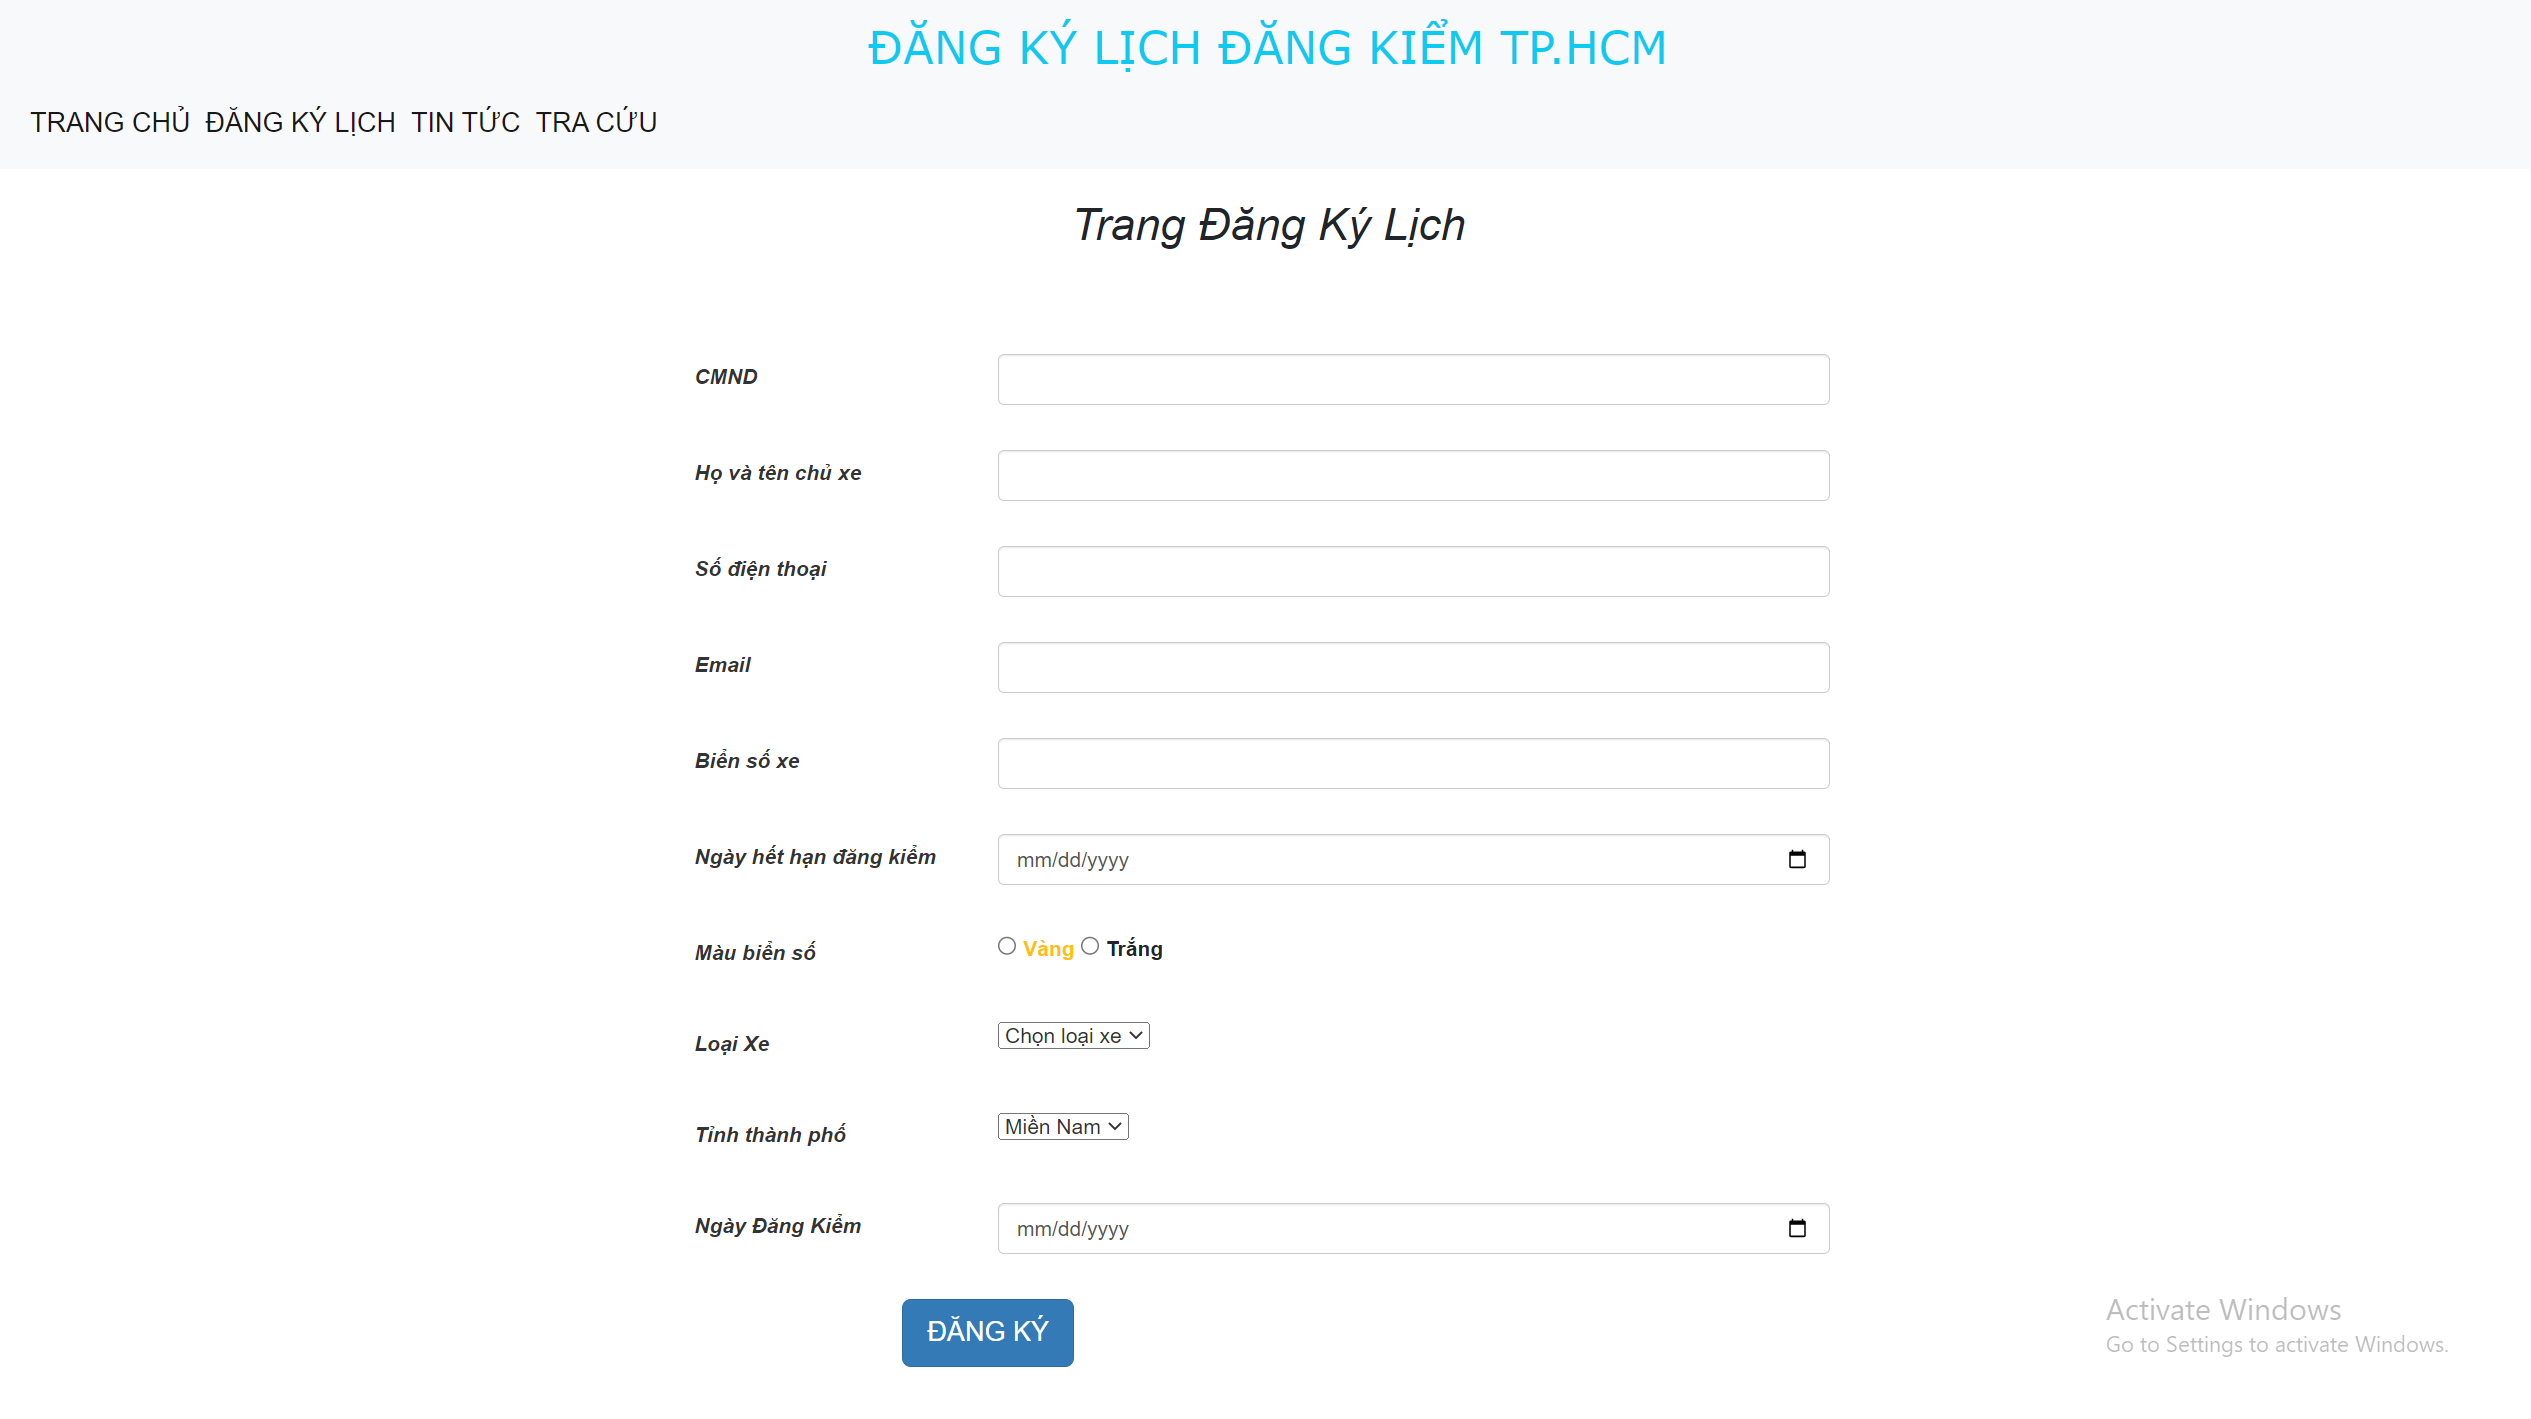 ĐĂNG KÝ LỊCH ĐĂNG KIỂM TP.HCM
TRANG CHỦ ĐĂNG KÝ LỊCH TIN TỨC TRA CỨU
Trang Đăng Ký Lịch
CMND
Họ và tên chủ xe
Số điện thoại
Email
Biển số xe
Ngày hết hạn đăng kiểm mm/dd/yyyy
Màu biển số Vàng Trắng
Loại Xe Chọn loại xe
Tỉnh thành phố Miền Nam
Ngày Đăng Kiểm mm/dd/yyyy
ĐĂNG KÝ
Activate Windows
Go to Settings to activate Windows.